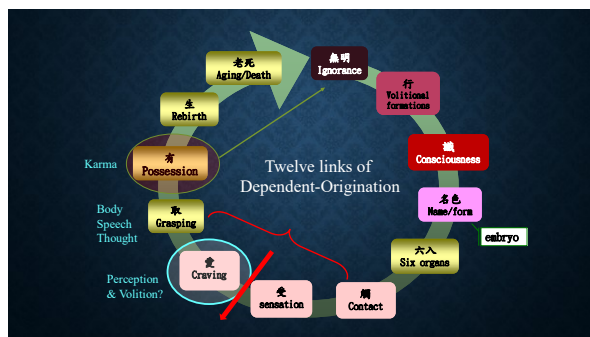 Twelve links of
Dependent-Origination
無明
Ignorance
行
Volitional
formations
識
Consciousness
名色
Name/form
embryo
六入
Six organs
觸
Contact
受
sensation
愛
Craving
Perception
& Volition?
取
Grasping
Body
Speech
Thought
有
Possession
Karma
生
Rebirth
老死
Aging/Death